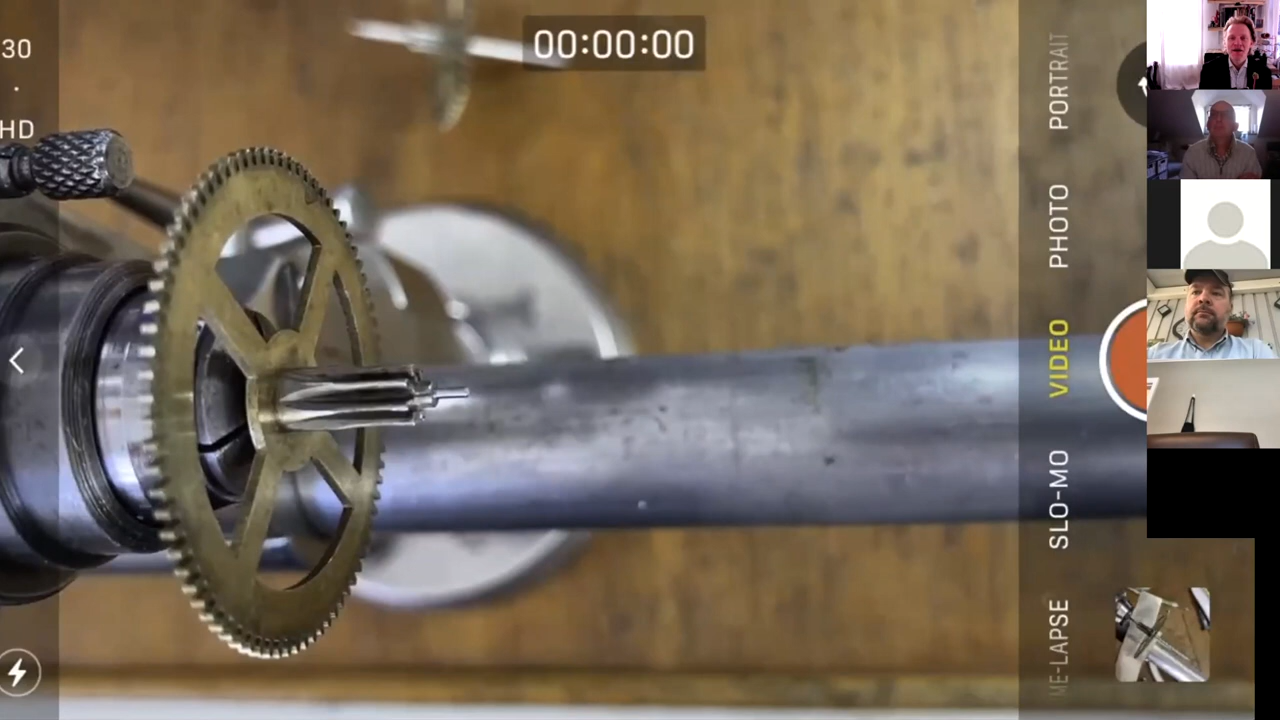 30
HD
00:00:00
PORTRAIT
PHOTO
VIDEO
SLO-MO
ME-LAPSE